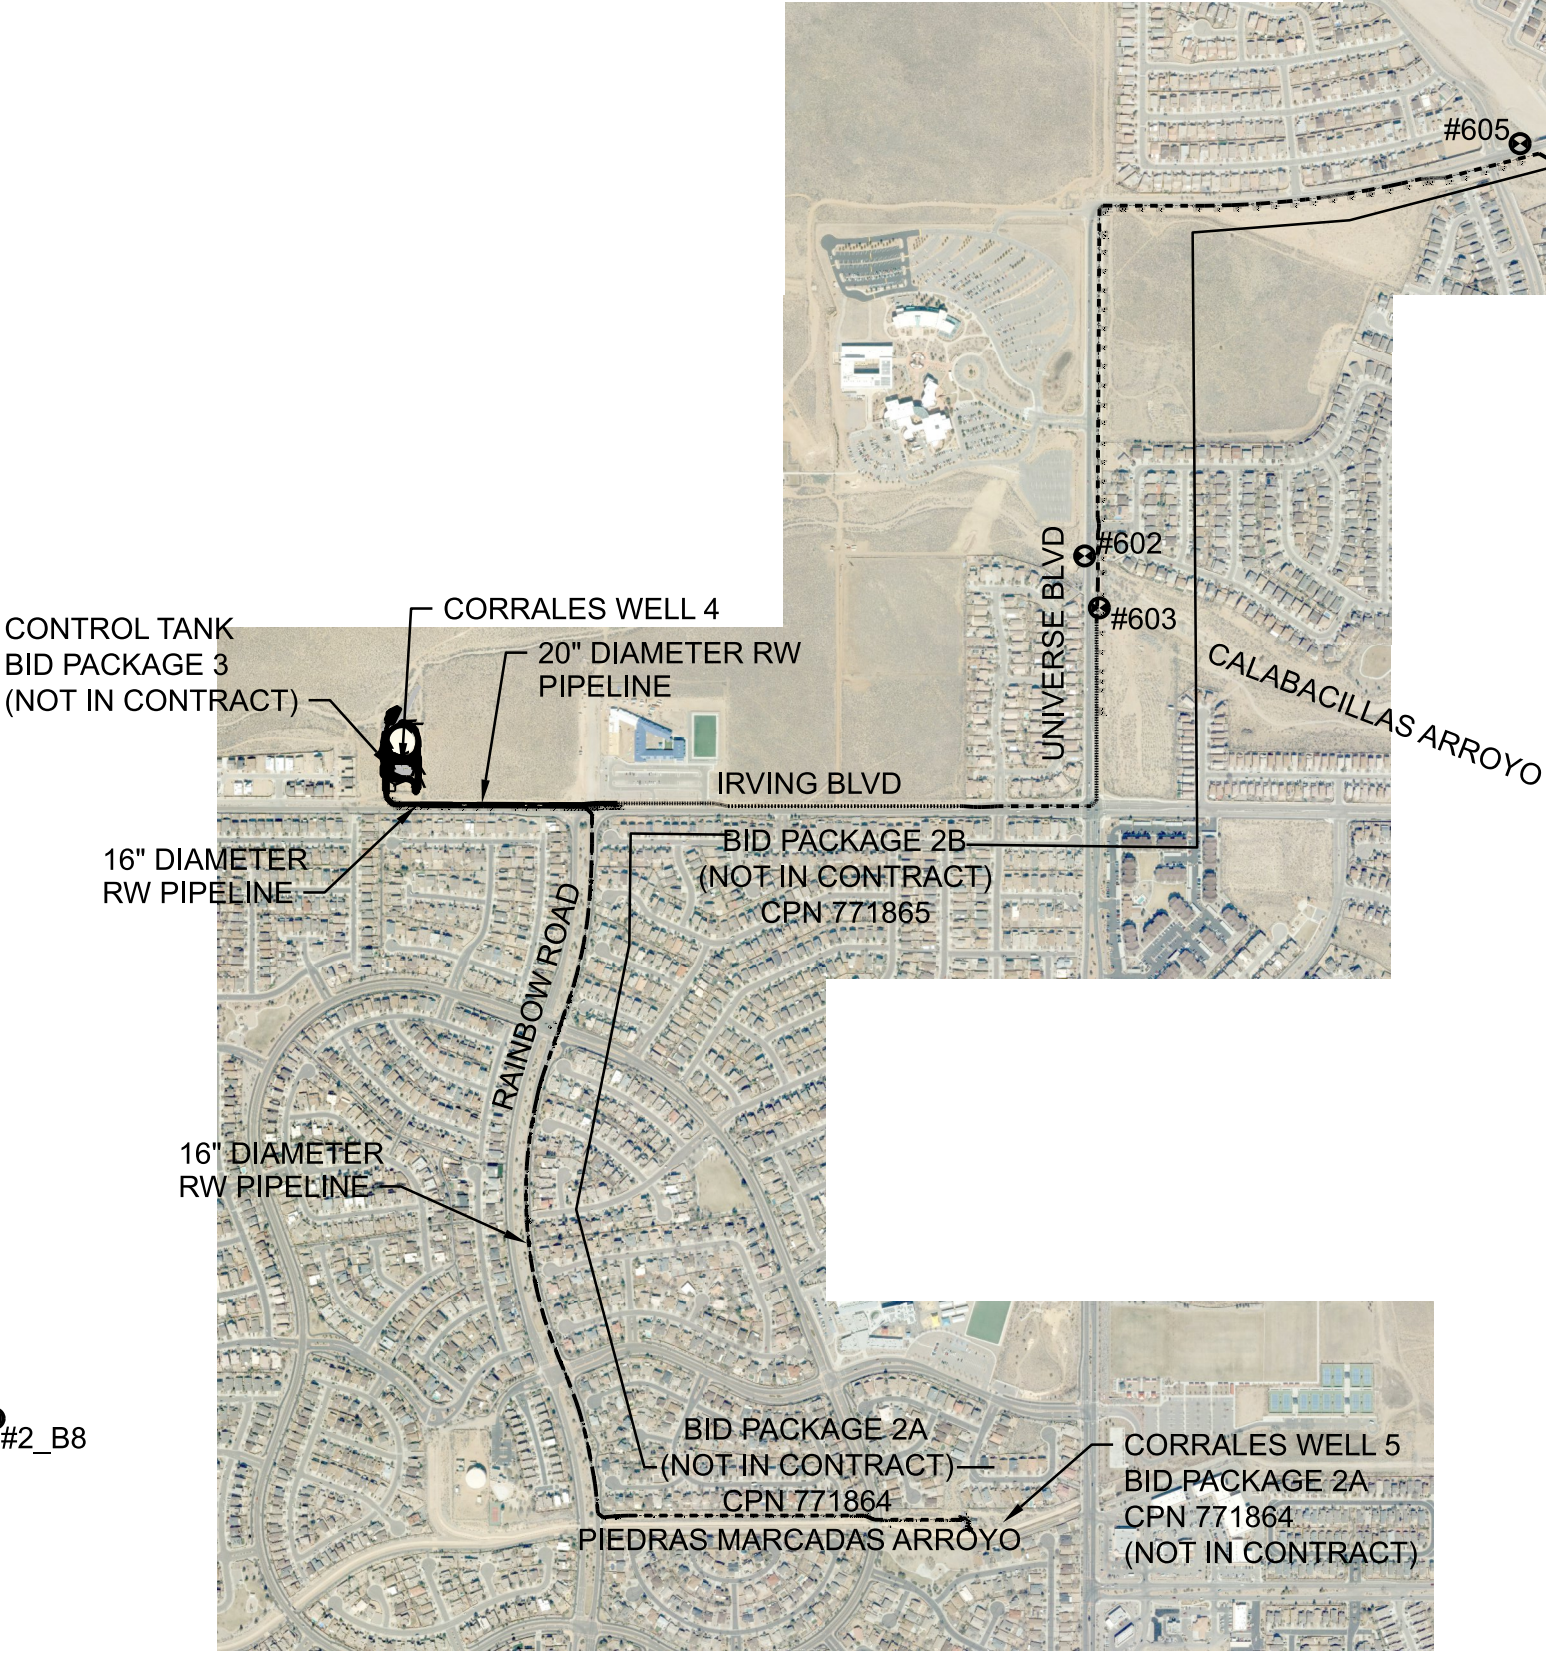 #605
#602
#603
UNIVERSE BLVD
CALABACILLAS ARROYO
CONTROL TANK
BID PACKAGE 3
(NOT IN CONTRACT)
CORRALES WELL 4
20" DIAMETER RW
PIPELINE
IRVING BLVD
16" DIAMETER
RW PIPELINE
BID PACKAGE 2B
(NOT IN CONTRACT)
CPN 771865
RAINBOW ROAD
16" DIAMETER
RW PIPELINE
#2_B8
BID PACKAGE 2A
(NOT IN CONTRACT)
CPN 771864
PIEDRAS MARCADAS ARROYO
CORRALES WELL 5
BID PACKAGE 2A
CPN 771864
(NOT IN CONTRACT)